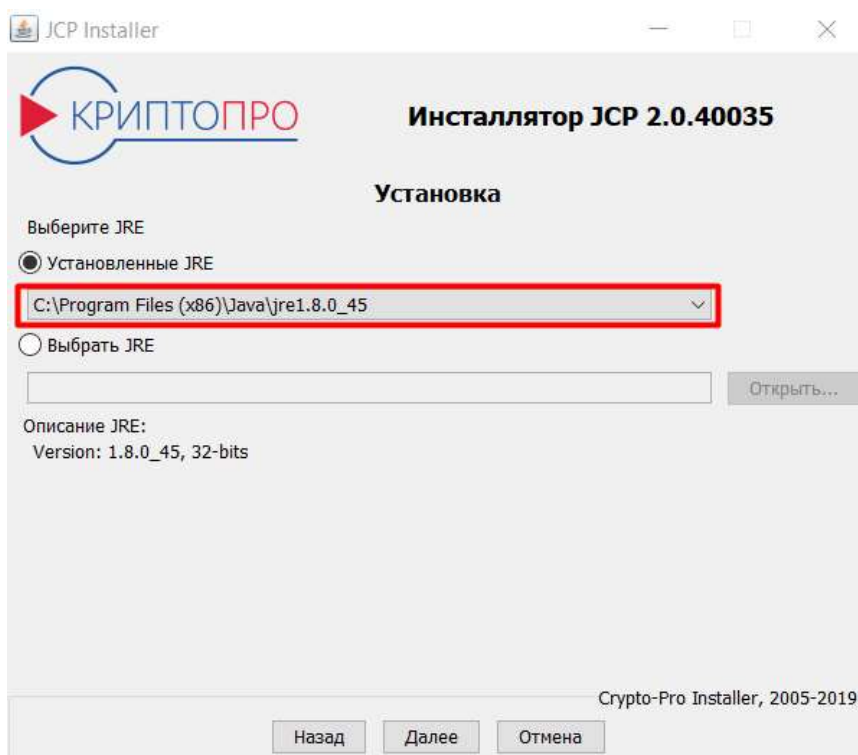 JCP Installer
КРИПТОПРО
Инсталлятор JCP 2.0.40035
Установка
Выберите JRE
Установленные JRE
C:\Program Files (x86)\Java\jre1.8.0_45
Выбрать JRE
Открыть...
Описание JRE:
Version: 1.8.0_45, 32-bits
Crypto-Pro Installer, 2005-2019
Назад Далее Отмена